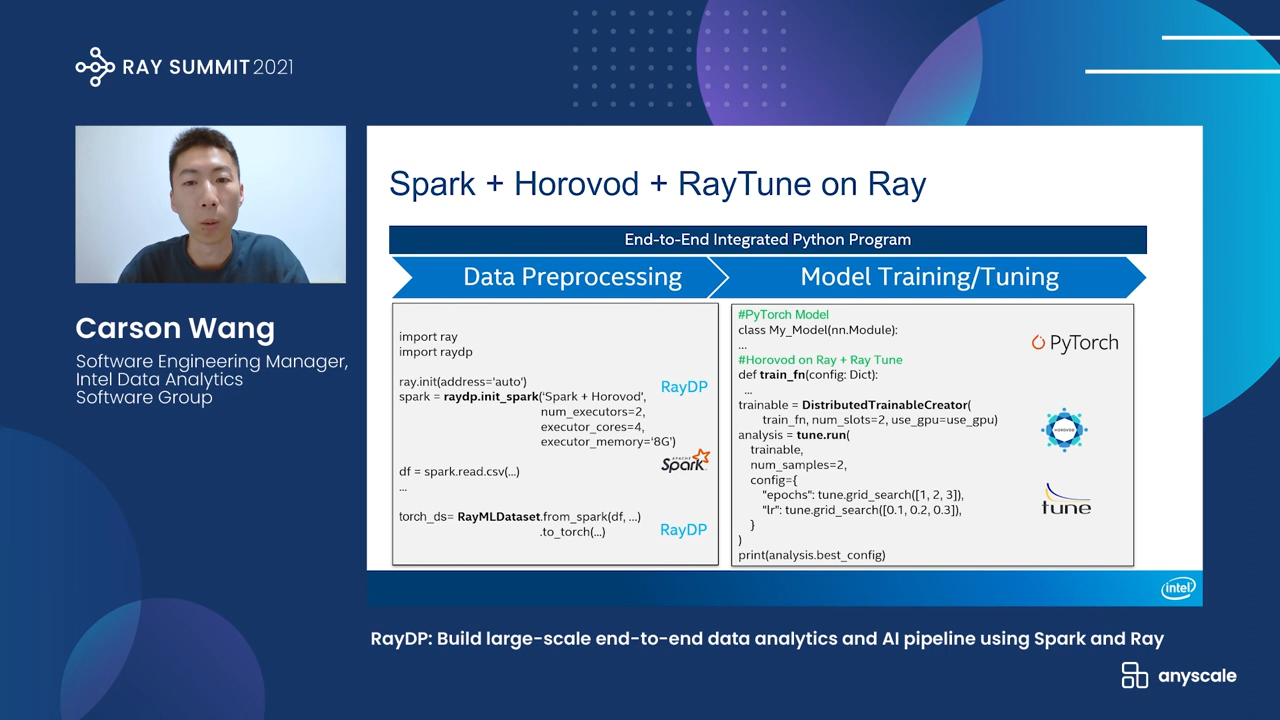 RAY SUMMIT 2021
Carson Wang
Software Engineering Manager,
Intel Data Analytics
Software Group
Spark + Horovod + RayTune on Ray
End-to-End Integrated Python Program
Data Preprocessing
Model Training/Tuning
import ray
import raydp
ray.init(address='auto')
spark = raydp.init_spark('Spark + Horovod',
num_executors=2,
executor_cores=4,
executor_memory='8G')
df = spark.read.csv(...)
...
torch_ds= RayMLDataset.from_spark(df, ...)
.to_torch(...)
RayDP
APACHE
Spark
RayDP
#PyTorch Model
class My_Model(nn.Module):
...
#Horovod on Ray + Ray Tune
def train_fn(config: Dict):
...
trainable = DistributedTrainableCreator(
train_fn, num_slots=2, use_gpu=use_gpu)
analysis = tune.run(
trainable,
num_samples=2,
config={
"epochs": tune.grid_search([1, 2, 3]),
"lr": tune.grid_search([0.1, 0.2, 0.3]),
}
)
print(analysis.best_config)
PyTorch
HOROVOD
tune
intel
RayDP: Build large-scale end-to-end data analytics and AI pipeline using Spark and Ray
anyscale